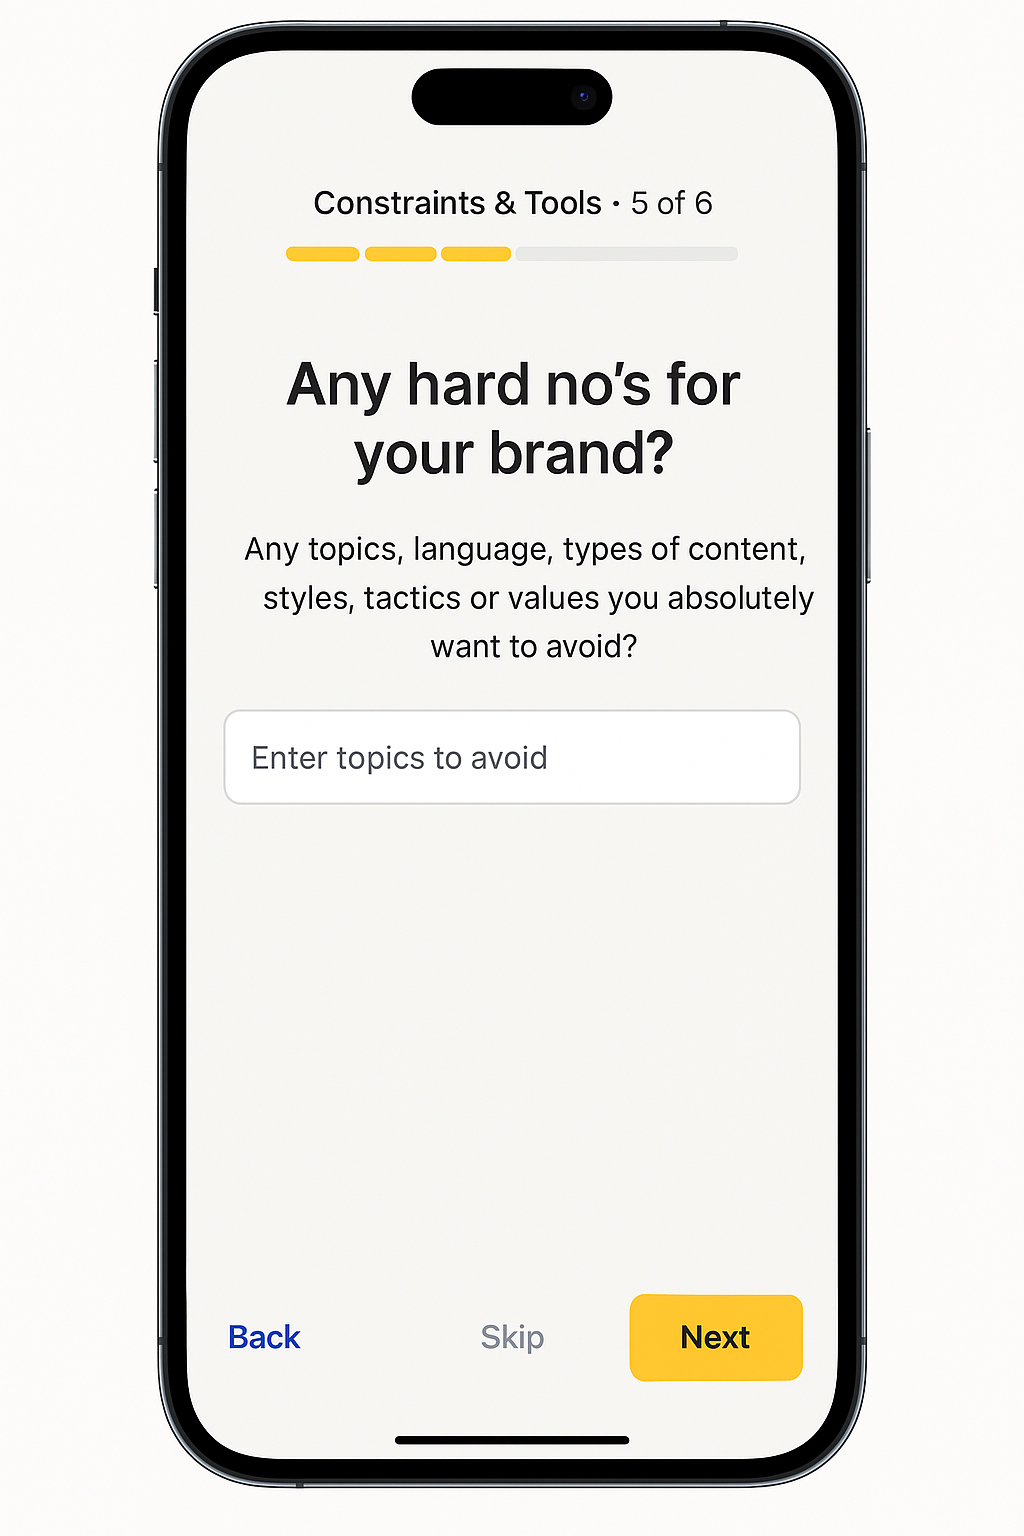 Constraints & Tools • 5 of 6
Any hard no’s for
your brand?
Any topics, language, types of content,
styles, tactics or values you absolutely
want to avoid?
Enter topics to avoid
Back
Skip
Next